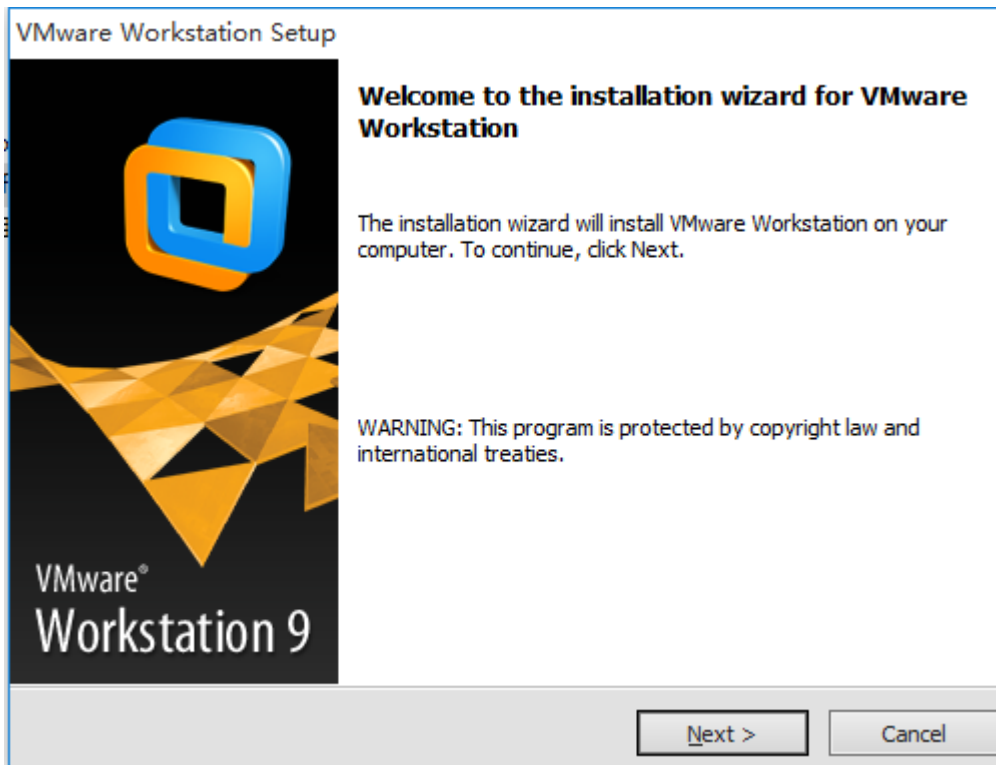 VMware Workstation Setup
Welcome to the installation wizard for VMware
Workstation
The installation wizard will install VMware Workstation on your
computer. To continue, click Next.
WARNING: This program is protected by copyright law and
international treaties.
VMware®
Workstation 9
Next >
Cancel